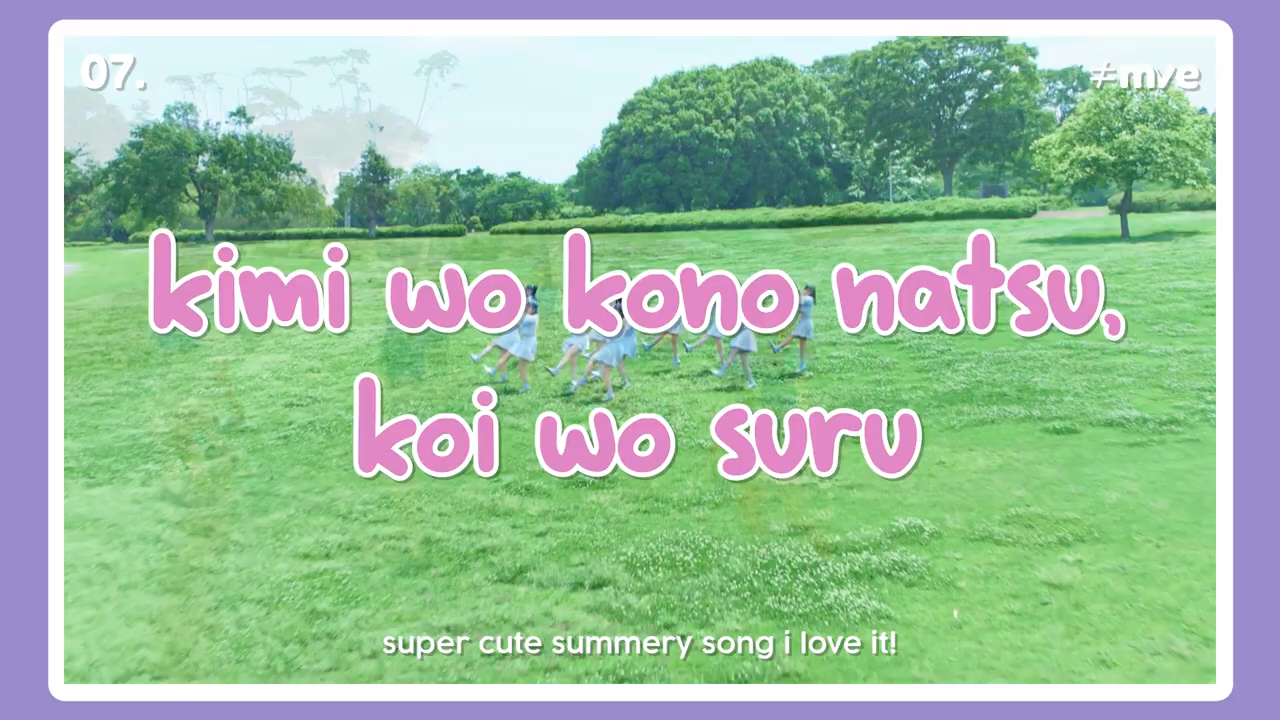 07.
≠mve
kimi wo kono natsu,
koi wo suru
super cute summery song i love it!